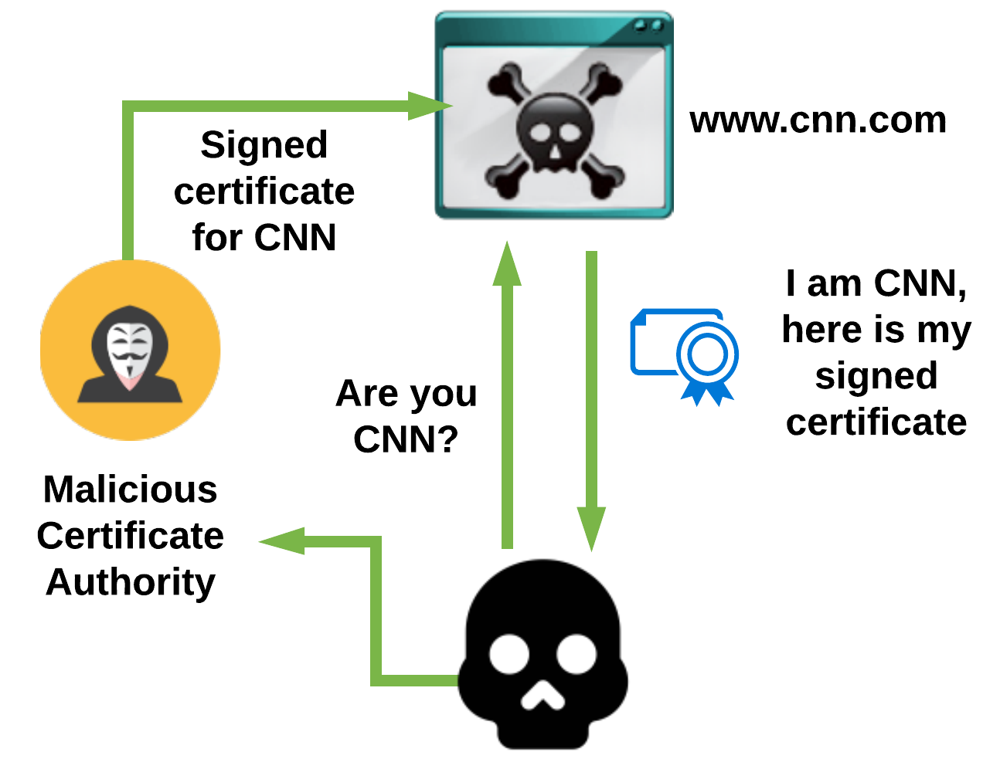 www.cnn.com
Signed
certificate
for CNN
I am CNN,
here is my
signed
certificate
Are you
CNN?
Malicious
Certificate
Authority